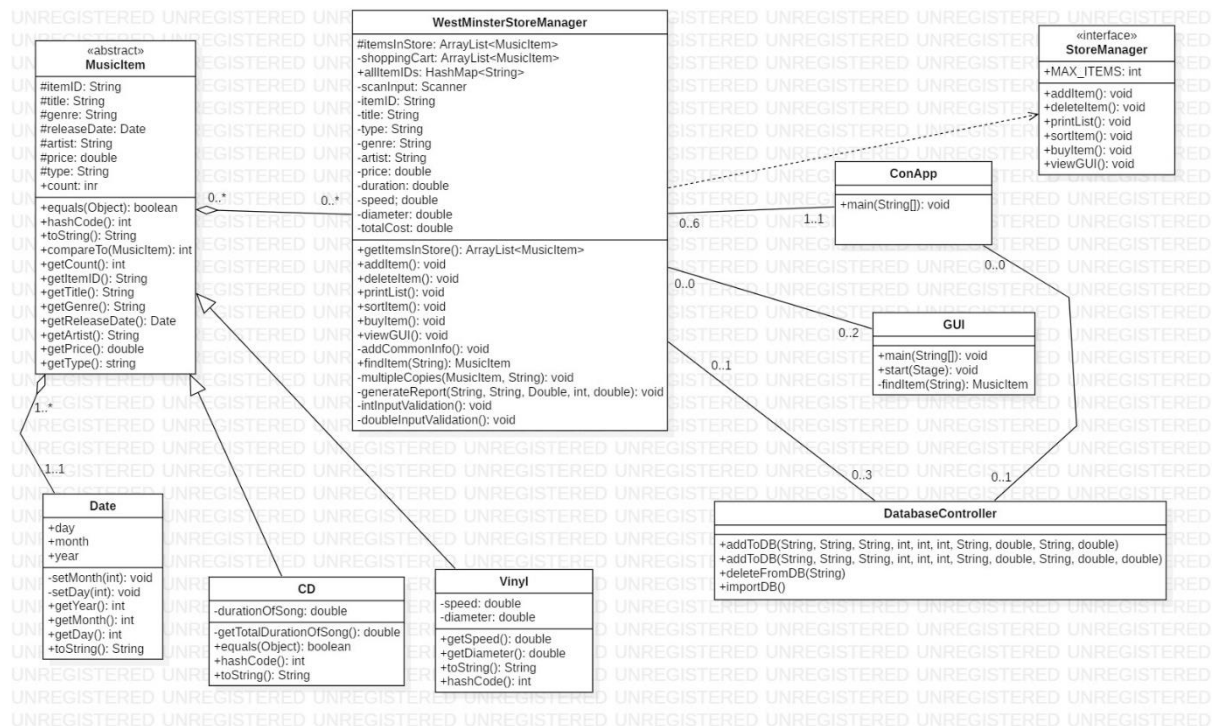 «abstract»
MusicItem
#itemID: String
#title: String
#genre: String
#releaseDate: Date
#artist: String
#price: double
#type: String
+count: inr
+equals(Object): boolean
+hashCode(): int
+toString(): String
+compareTo(MusicItem): int
+getCount(): int
+getItemID(): String
+getTitle(): String
+getGenre(): String
+getReleaseDate(): Date
+getArtist(): String
+getPrice(): double
+getType(): string
0..*
0..*
WestMinsterStoreManager
#itemsInStore: ArrayList<MusicItem>
-shoppingCart: ArrayList<MusicItem>
+allItemIDs: HashMap<String>
-scanInput: Scanner
-itemID: String
-title: String
-type: String
-genre: String
-artist: String
-price: double
-duration: double
-speed; double
-diameter: double
-totalCost: double
+getItemsInStore(): ArrayList<MusicItem>
+addItem(): void
+deleteItem(): void
+printList(): void
+sortItem(): void
+buyItem(): void
+viewGUI(): void
-addCommonInfo(): void
+findItem(String): MusicItem
-multipleCopies(MusicItem, String): void
-generateReport(String, String, Double, int, double): void
-intInputValidation(): void
-doubleInputValidation(): void
«interface»
StoreManager
+MAX_ITEMS: int
+addItem(): void
+deleteItem(): void
+printList(): void
+sortItem(): void
+buyItem(): void
+viewGUI(): void
ConApp
+main(String[]): void
0..6
1..1
0..0
0..0
0..2
GUI
+main(String[]): void
+start(Stage): void
-findItem(String): MusicItem
0..1
0..3
0..1
1..*
1..1
Date
+day
+month
+year
-setMonth(int): void
-setDay(int): void
+getYear(): int
+getMonth(): int
+getDay(): int
+toString(): String
CD
-durationOfSong: double
-getTotalDurationOfSong(): double
+equals(Object): boolean
+hashCode(): int
+toString(): String
Vinyl
-speed: double
-diameter: double
+getSpeed(): double
+getDiameter(): double
+toString(): String
+hashCode(): int
DatabaseController
+addToDB(String, String, String, int, int, int, String, double, String, double)
+addToDB(String, String, String, int, int, int, String, double, String, double, double)
+deleteFromDB(String)
+importDB()
UNREGISTERED